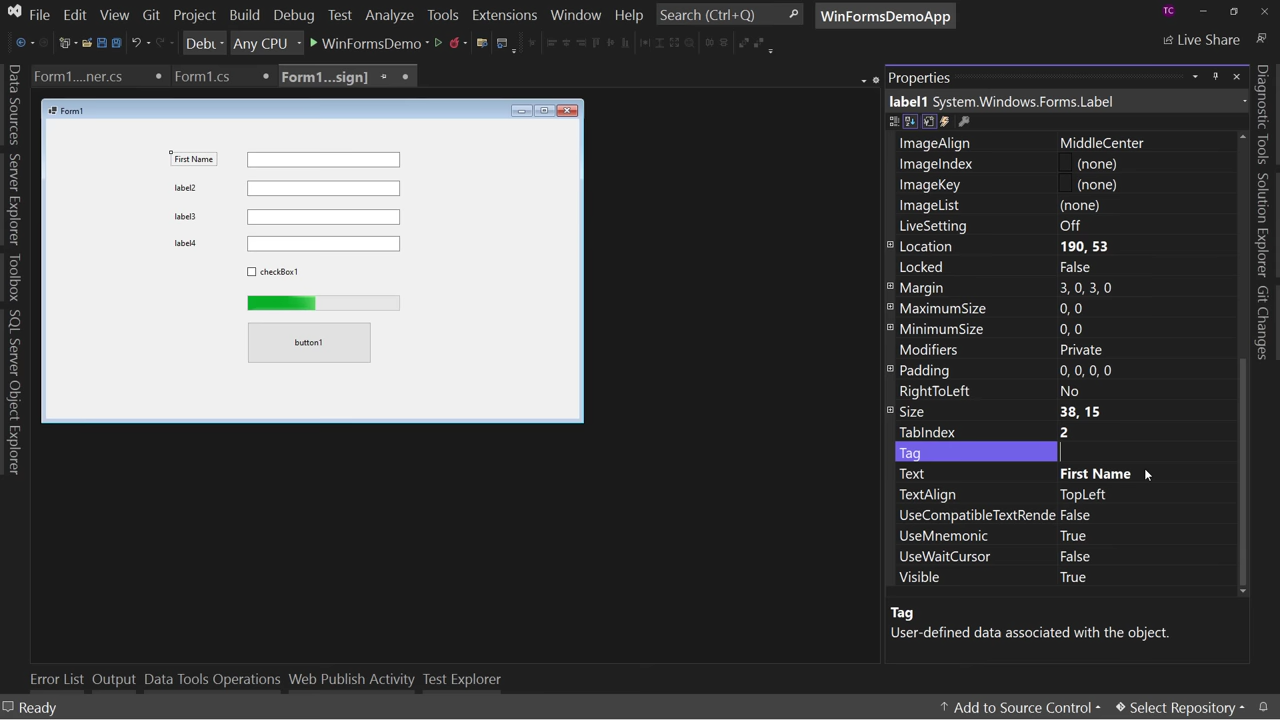 File Edit View Git Project Build Debug Test Analyze Tools Extensions Window Help Search (Ctrl+Q) WinFormsDemoApp TC
Debu Any CPU WinFormsDemo Live Share
Form1....ner.cs Form1.cs Form1...sign]
Data Sources
Server Explorer
Toolbox
SQL Server Object Explorer
Form1
First Name
label2
label3
label4
checkBox1
button1
Properties
label1 System.Windows.Forms.Label
ImageAlign MiddleCenter
ImageIndex (none)
ImageKey (none)
ImageList (none)
LiveSetting Off
Location 190, 53
Locked False
Margin 3, 0, 3, 0
MaximumSize 0, 0
MinimumSize 0, 0
Modifiers Private
Padding 0, 0, 0, 0
RightToLeft No
Size 38, 15
TabIndex 2
Tag
Text First Name
TextAlign TopLeft
UseCompatibleTextRende False
UseMnemonic True
UseWaitCursor False
Visible True
Tag
User-defined data associated with the object.
Diagnostic Tools
Solution Explorer
Git Changes
Error List Output Data Tools Operations Web Publish Activity Test Explorer
Ready Add to Source Control Select Repository